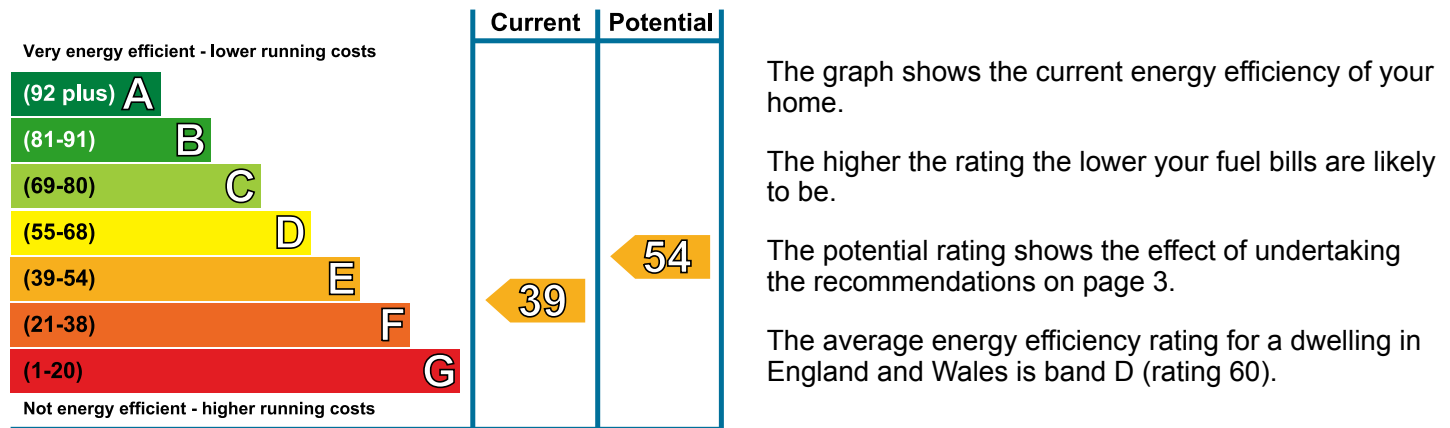 Current Potential
Very energy efficient - lower running costs
(92 plus) A
(81-91) B
(69-80) C
(55-68) D
(39-54) E
(21-38) F
(1-20) G
Not energy efficient - higher running costs
39
54
The graph shows the current energy efficiency of your
home.
The higher the rating the lower your fuel bills are likely
to be.
The potential rating shows the effect of undertaking
the recommendations on page 3.
The average energy efficiency rating for a dwelling in
England and Wales is band D (rating 60).